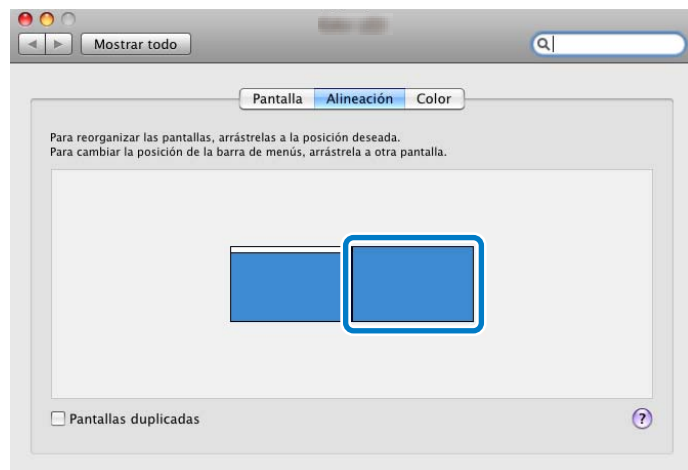 Mostrar todo
Pantalla Alineación Color
Para reorganizar las pantallas, arrástrelas a la posición deseada.
Para cambiar la posición de la barra de menús, arrástrela a otra pantalla.
Pantallas duplicadas
?